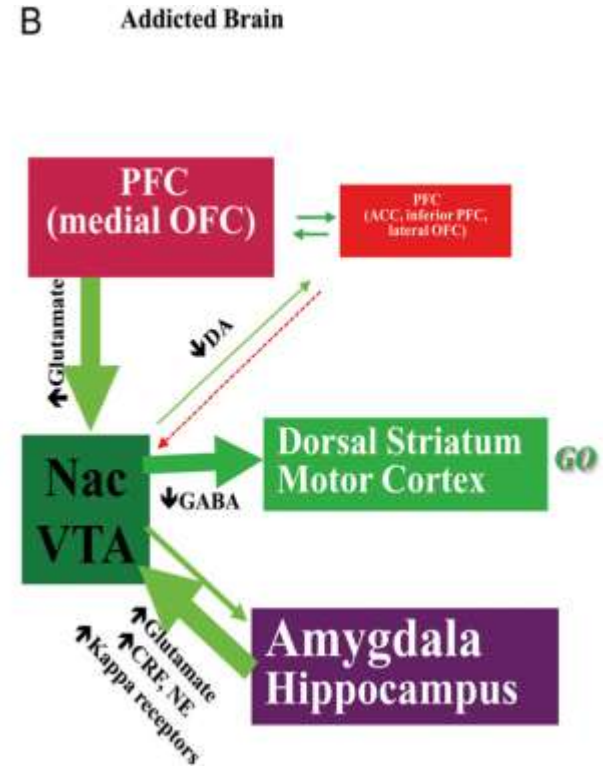 B
Addicted Brain
PFC
(medial OFC)
PFC
(ACC, inferior PFC,
lateral OFC)
↑Glutamate
↓DA
Nac
VTA
↓GABA
Dorsal Striatum
Motor Cortex
GO
Amygdala
Hippocampus
↑Glutamate
↑CRF, NE
↑Kappa receptors